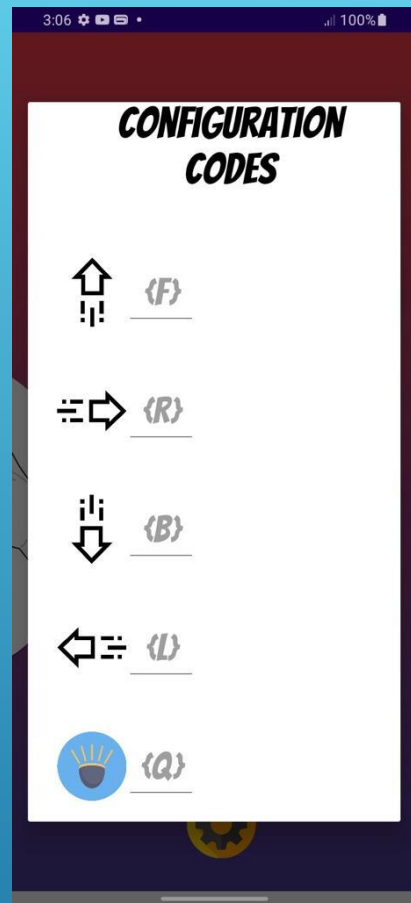 3:06
100%
CONFIGURATION
CODES
{F}
{R}
{B}
{L}
{Q}